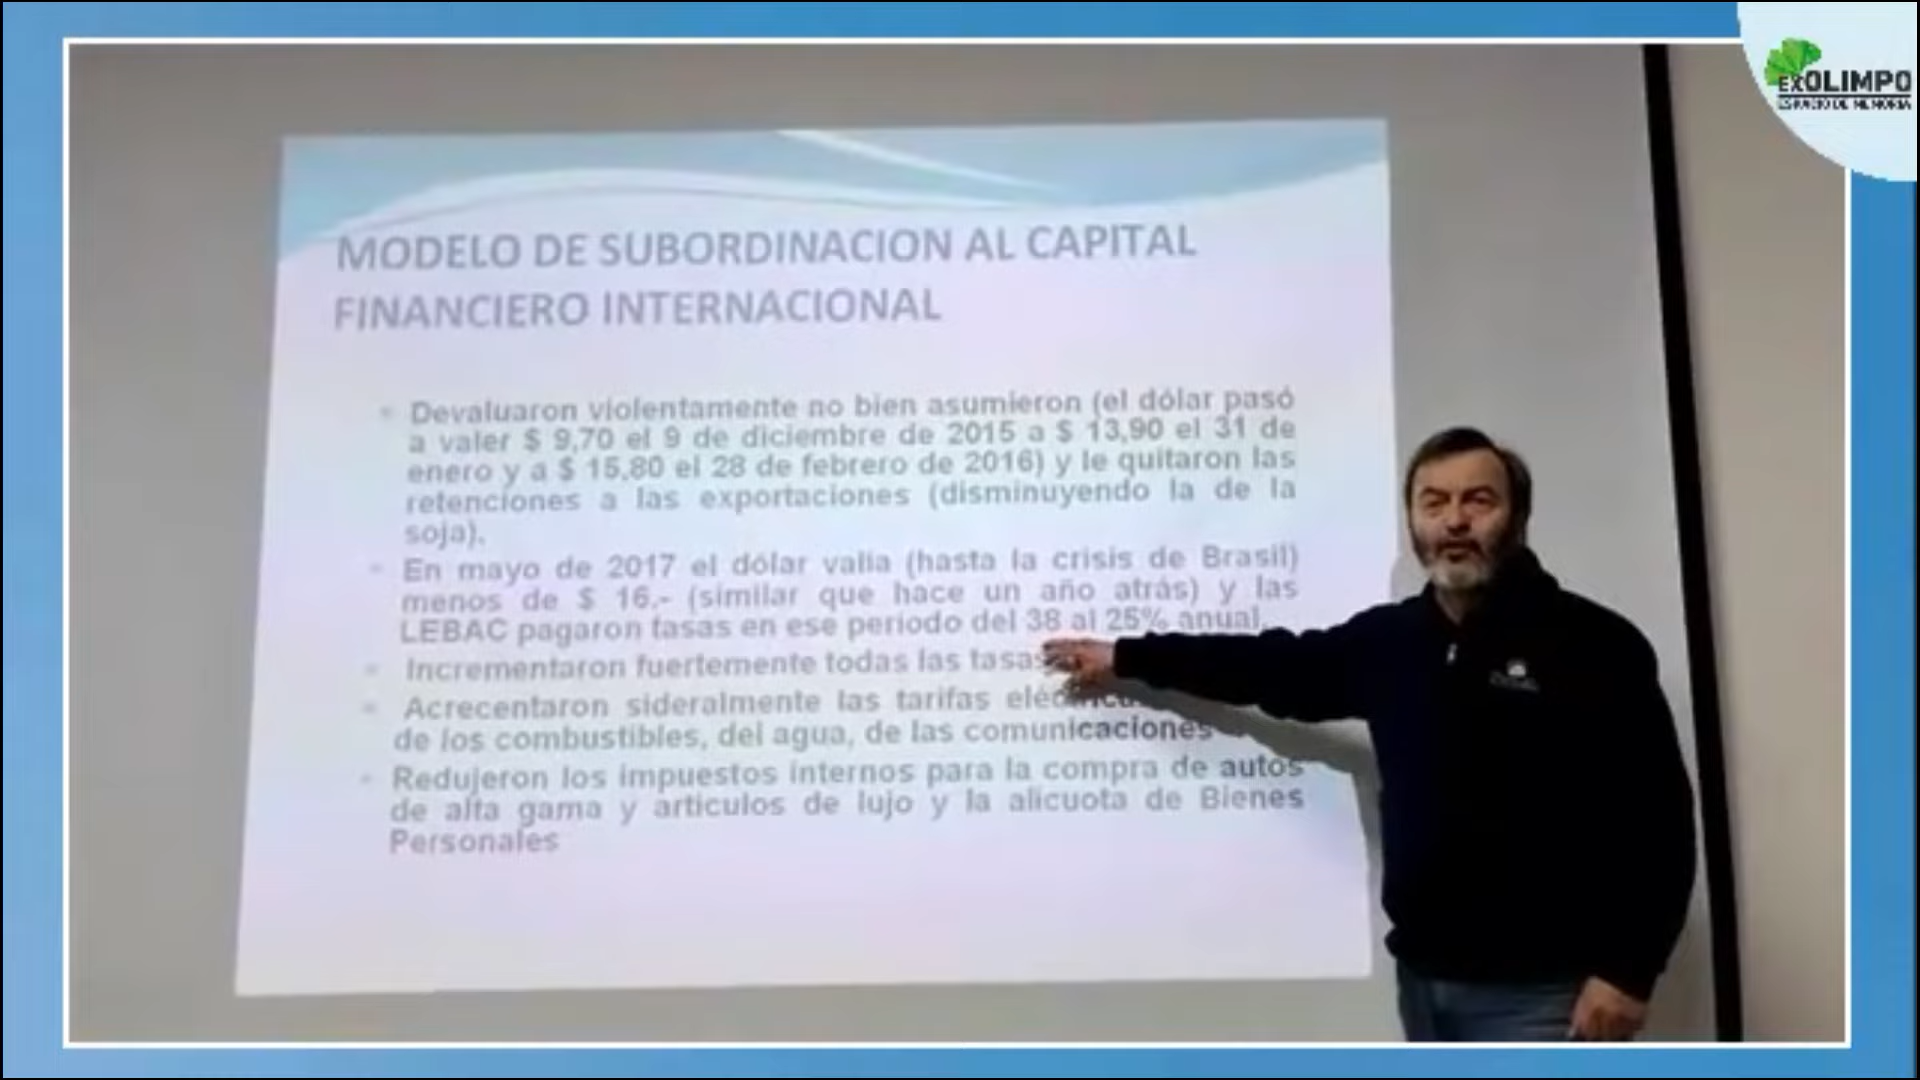 EXOLIMPO
ESPACIO DE MEMORIA
MODELO DE SUBORDINACION AL CAPITAL
FINANCIERO INTERNACIONAL
Devaluaron violentamente no bien asumieron (el dólar pasó
a valer $ 9,70 el 9 de diciembre de 2015 a $ 13,90 el 31 de
enero y a $ 15,80 el 28 de febrero de 2016) y le quitaron las
retenciones a las exportaciones (disminuyendo la de la
soja).
En mayo de 2017 el dólar valia (hasta la crisis de Brasil)
menos de $ 16.- (similar que hace un año atrás) y las
LEBAC pagaron tasas en ese periodo del 38 al 25% anual.
Incrementaron fuertemente todas las tasas
Acrecentaron sideralmente las tarifas
de los combustibles, del agua, de las comunicaciones
Redujeron los impuestos internos para la compra de autos
de alta gama y articulos de lujo y la alicuota de Bienes
Personales